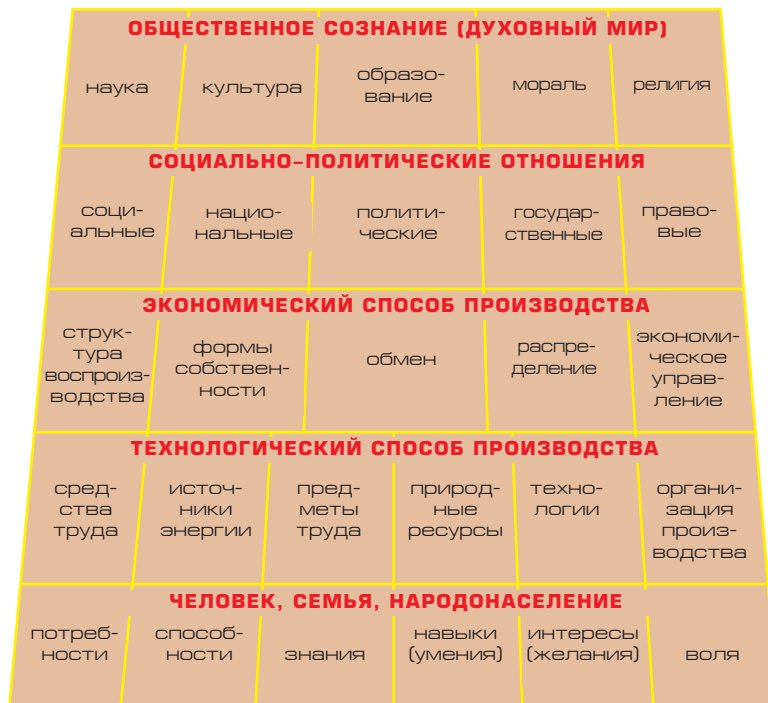 ОБЩЕСТВЕННОЕ СОЗНАНИЕ (ДУХОВНЫЙ МИР)
наука
культура
образо-
вание
мораль
религия
СОЦИАЛЬНО-ПОЛИТИЧЕСКИЕ ОТНОШЕНИЯ
соци-
альные
нацио-
нальные
полити-
ческие
государ-
ственные
право-
вые
ЭКОНОМИЧЕСКИЙ СПОСОБ ПРОИЗВОДСТВА
струк-
тура
воспроиз-
водства
формы
собствен-
ности
обмен
распре-
деление
экономи-
ческое
управ-
ление
ТЕХНОЛОГИЧЕСКИЙ СПОСОБ ПРОИЗВОДСТВА
сред-
ства
труда
источ-
ники
энергии
пред-
меты
труда
природ-
ные
ресурсы
техно-
логии
органи-
зация
произ-
водства
ЧЕЛОВЕК, СЕМЬЯ, НАРОДОНАСЕЛЕНИЕ
потреб-
ности
способ-
ности
знания
навыки
(умения)
интересы
(желания)
воля